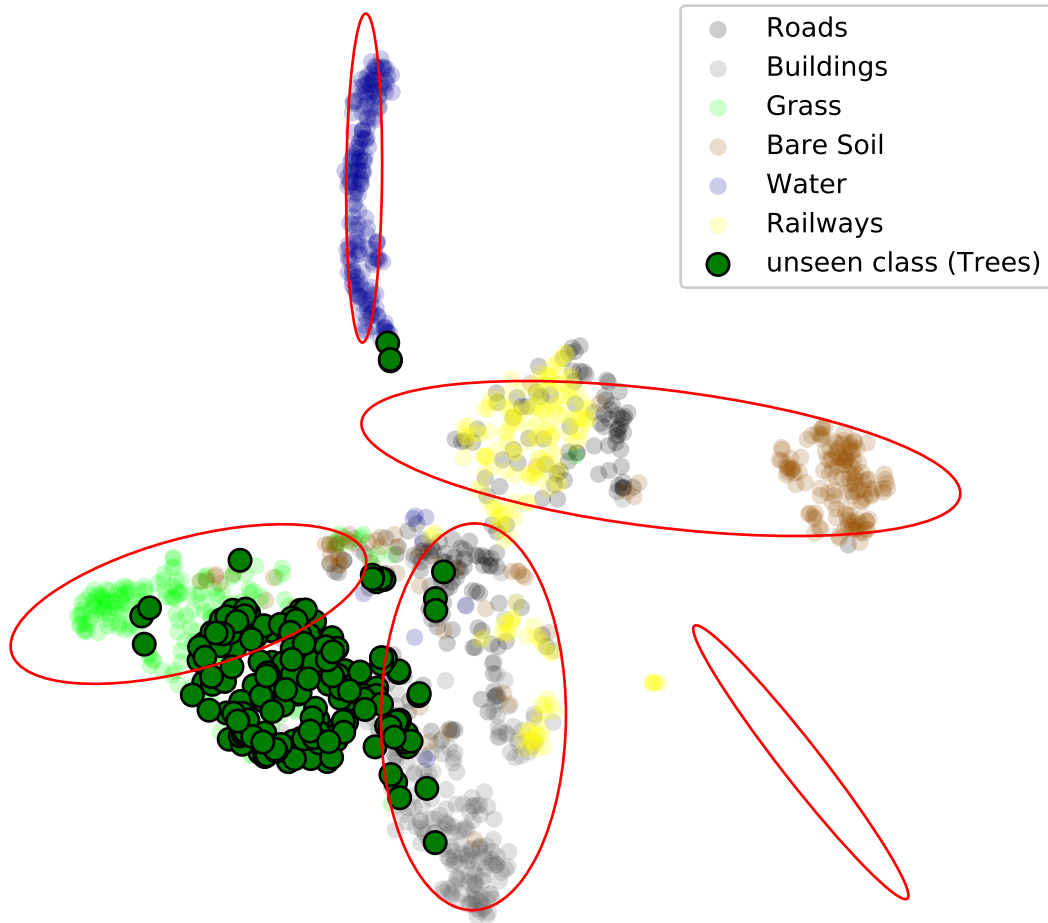 Roads
Buildings
Grass
Bare Soil
Water
Railways
unseen class (Trees)